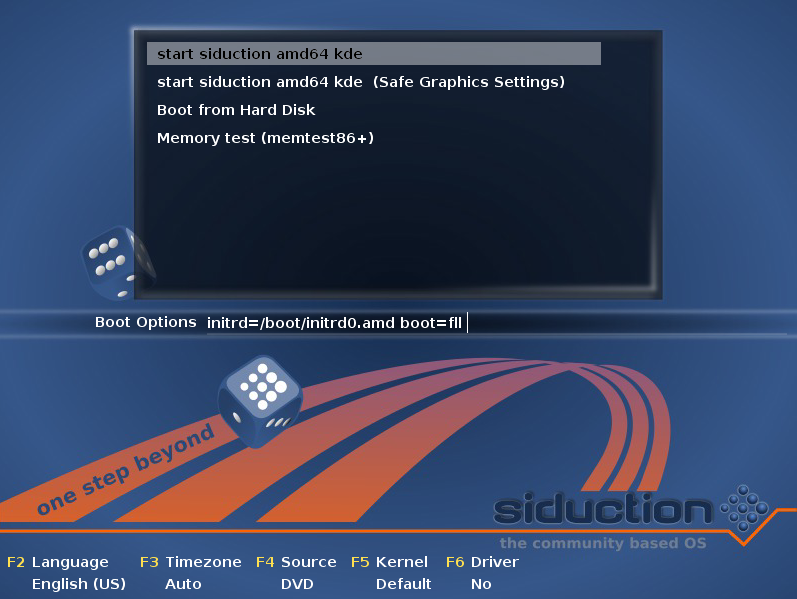 start siduction amd64 kde
start siduction amd64 kde  (Safe Graphics Settings)
Boot from Hard Disk
Memory test (memtest86+)
Boot Options initrd=/boot/initrd0.amd boot=fll
one step beyond
siduction
the community based OS
F2 Language F3 Timezone F4 Source F5 Kernel F6 Driver
English (US) Auto DVD Default No